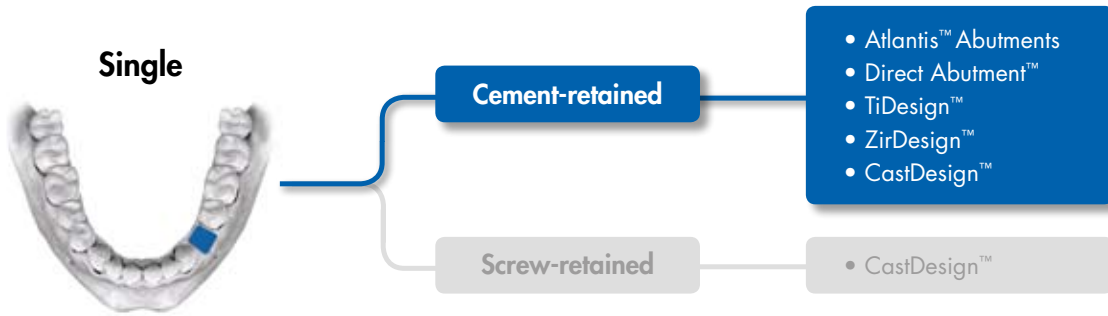 Single
Cement-retained
• Atlantis™ Abutments
• Direct Abutment™
• TiDesign™
• ZirDesign™
• CastDesign™
Screw-retained
• CastDesign™